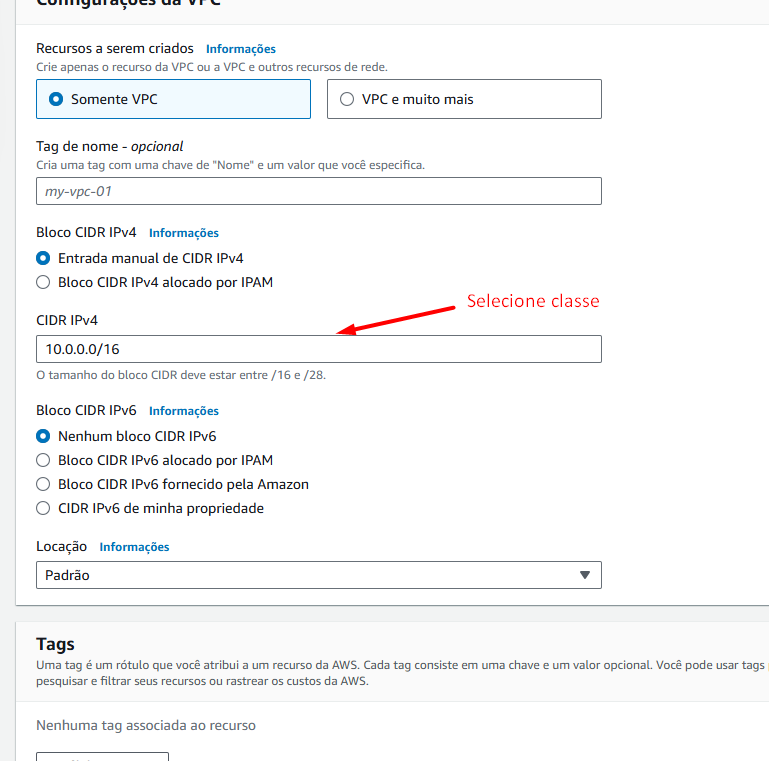 Configurações da VPC
Recursos a serem criados Informações
Crie apenas o recurso da VPC ou a VPC e outros recursos de rede.
Somente VPC
VPC e muito mais
Tag de nome - opcional
Cria uma tag com uma chave de "Nome" e um valor que você especifica.
my-vpc-01
Bloco CIDR IPv4 Informações
Entrada manual de CIDR IPv4
Bloco CIDR IPv4 alocado por IPAM
Selecione classe
CIDR IPv4
10.0.0.0/16
O tamanho do bloco CIDR deve estar entre /16 e /28.
Bloco CIDR IPv6 Informações
Nenhum bloco CIDR IPv6
Bloco CIDR IPv6 alocado por IPAM
Bloco CIDR IPv6 fornecido pela Amazon
CIDR IPv6 de minha propriedade
Locação Informações
Padrão
Tags
Uma tag é um rótulo que você atribui a um recurso da AWS. Cada tag consiste em uma chave e um valor opcional. Você pode usar tags
pesquisar e filtrar seus recursos ou rastrear os custos da AWS.
Nenhuma tag associada ao recurso